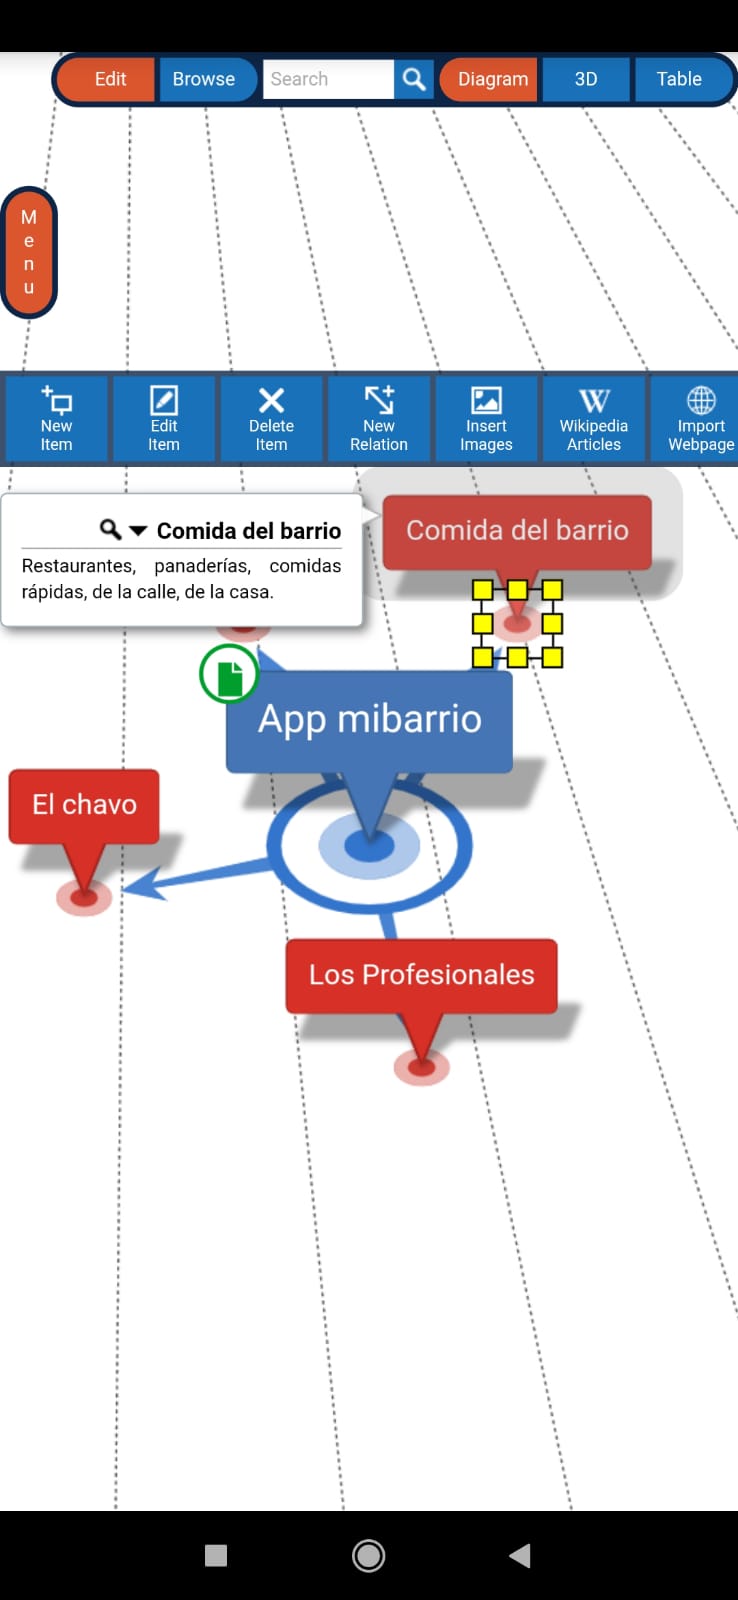 Edit
Browse
Search
Diagram
3D
Table
Menu
New
Item
Edit
Item
Delete
Item
New
Relation
Insert
Images
Wikipedia
Articles
Import
Webpage
Comida del barrio
Restaurantes, panaderías, comidas
rápidas, de la calle, de la casa.
Comida del barrio
App mibarrio
El chavo
Los Profesionales